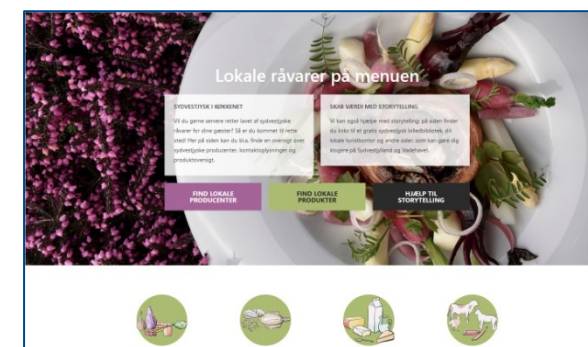 Lokale råvarer på menuen
SYDVESTJYSK I KØKKENET
Vil du gerne servere retter lavet af sydvestjyske
råvarer for dine gæster? Så er du kommet til rette
sted! Her på siden kan du bl.a. finde en oversigt over
sydvestjyske producenter, kontaktoplysninger og
produktoversigt.
SKAB VÆRDI MED STORYTELLING
Vi kan også hjælpe med storytelling: på siden finder
du links til et gratis sydvestjysk billedbibliotek, dit
lokale turistkontor og andre sider, som kan gøre dig
klogere på Sydvestjylland og Vadehavet.
FIND LOKALE
PRODUCENTER
FIND LOKALE
PRODUKTER
HJÆLP TIL
STORYTELLING